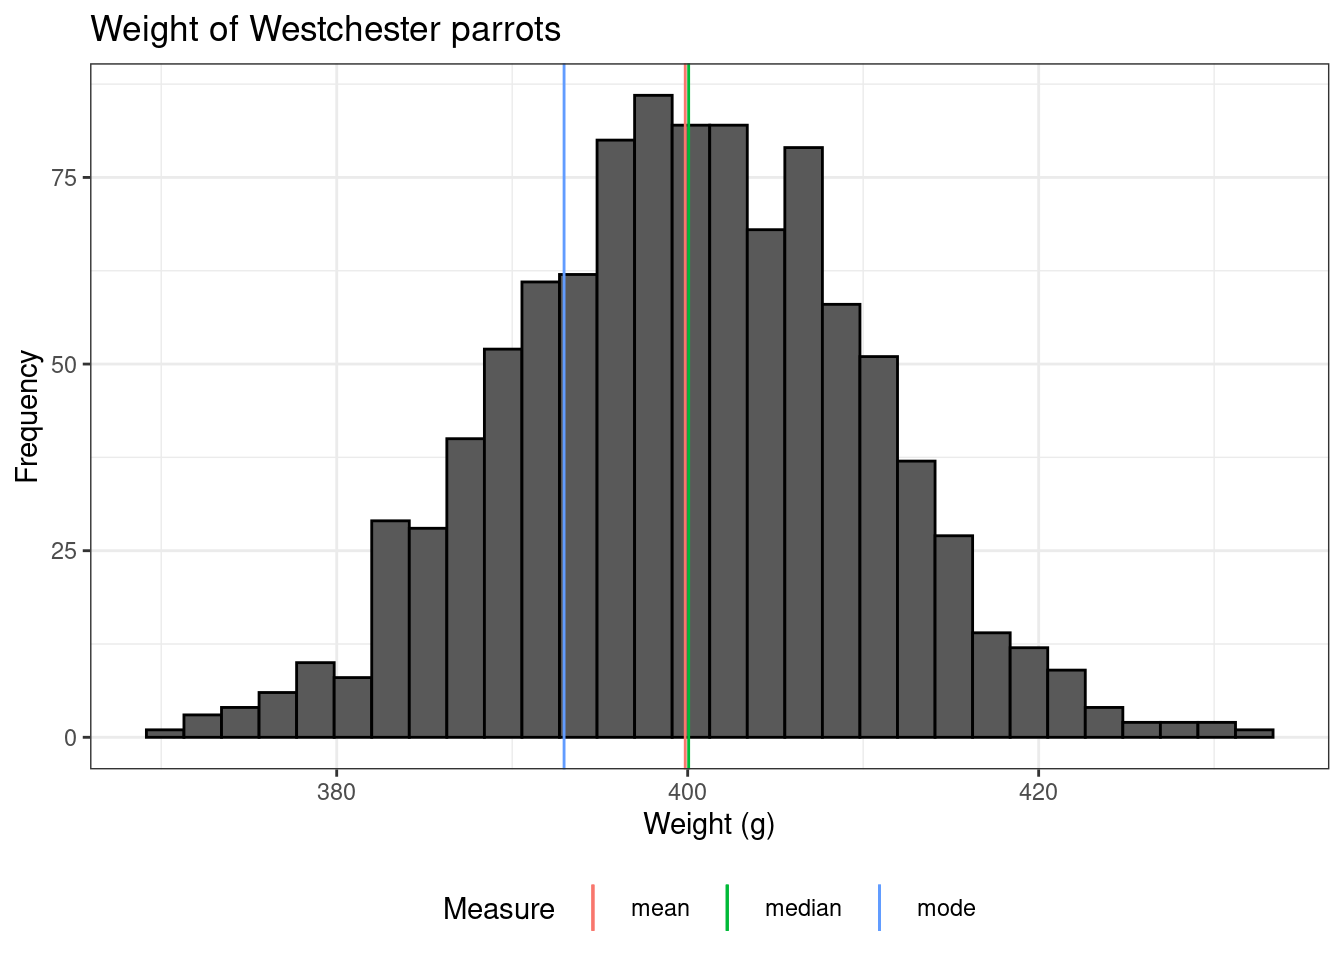 Weight of Westchester parrots
75
50
25
0
Frequency
380 400 420
Weight (g)
Measure mean median mode